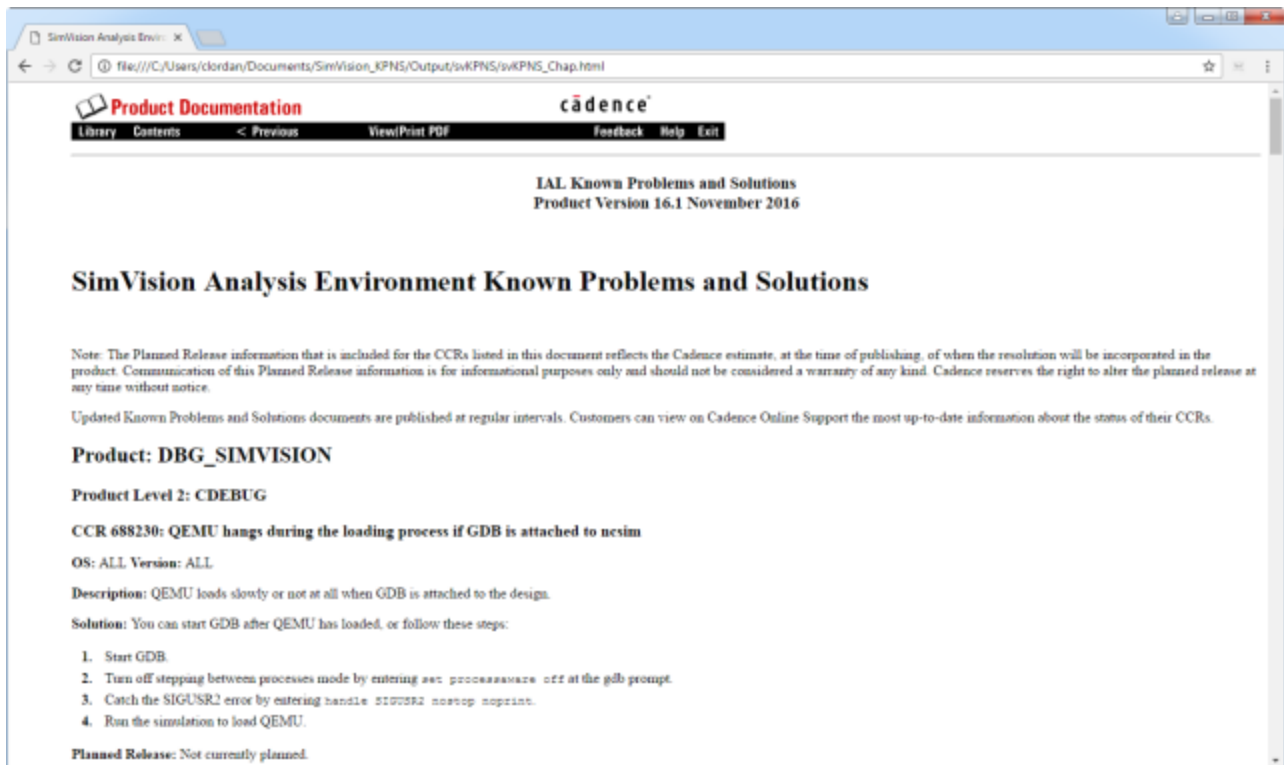 SimVision Analysis Envir
file:///C:/Users/clordan/Documents/SimVision_KPNS/Output/svKPNS/svKPNS_Chap.html
Product Documentation
cādence
Library Contents < Previous View/Print PDF Feedback Help Exit
IAL Known Problems and Solutions
Product Version 16.1 November 2016
SimVision Analysis Environment Known Problems and Solutions
Note: The Planned Release information that is included for the CCRs listed in this document reflects the Cadence estimate, at the time of publishing, of when the resolution will be incorporated in the
product. Communication of this Planned Release information is for informational purposes only and should not be considered a warranty of any kind. Cadence reserves the right to alter the planned release at
any time without notice.
Updated Known Problems and Solutions documents are published at regular intervals. Customers can view on Cadence Online Support the most up-to-date information about the status of their CCRs.
Product: DBG_SIMVISION
Product Level 2: CDEBUG
CCR 688230: QEMU hangs during the loading process if GDB is attached to ncsim
OS: ALL Version: ALL
Description: QEMU loads slowly or not at all when GDB is attached to the design.
Solution: You can start GDB after QEMU has loaded, or follow these steps:
1. Start GDB.
2. Turn off stepping between processes mode by entering set processaware off at the gdb prompt.
3. Catch the SIGUSR2 error by entering handle SIGUSR2 nostop noprint.
4. Run the simulation to load QEMU.
Planned Release: Not currently planned.